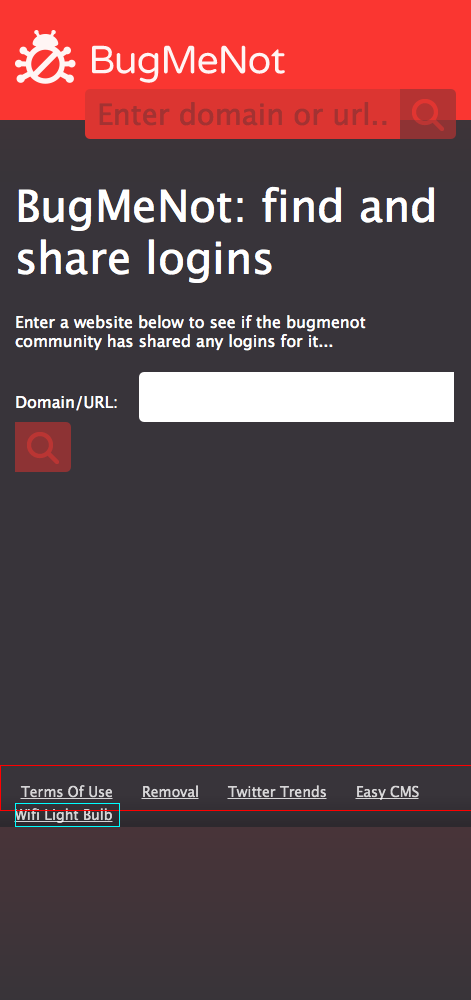 BugMeNot
Enter domain or url..
BugMeNot: find and
share logins
Enter a website below to see if the bugmenot
community has shared any logins for it...
Domain/URL:
Terms Of Use Removal Twitter Trends Easy CMS
Wifi Light Bulb